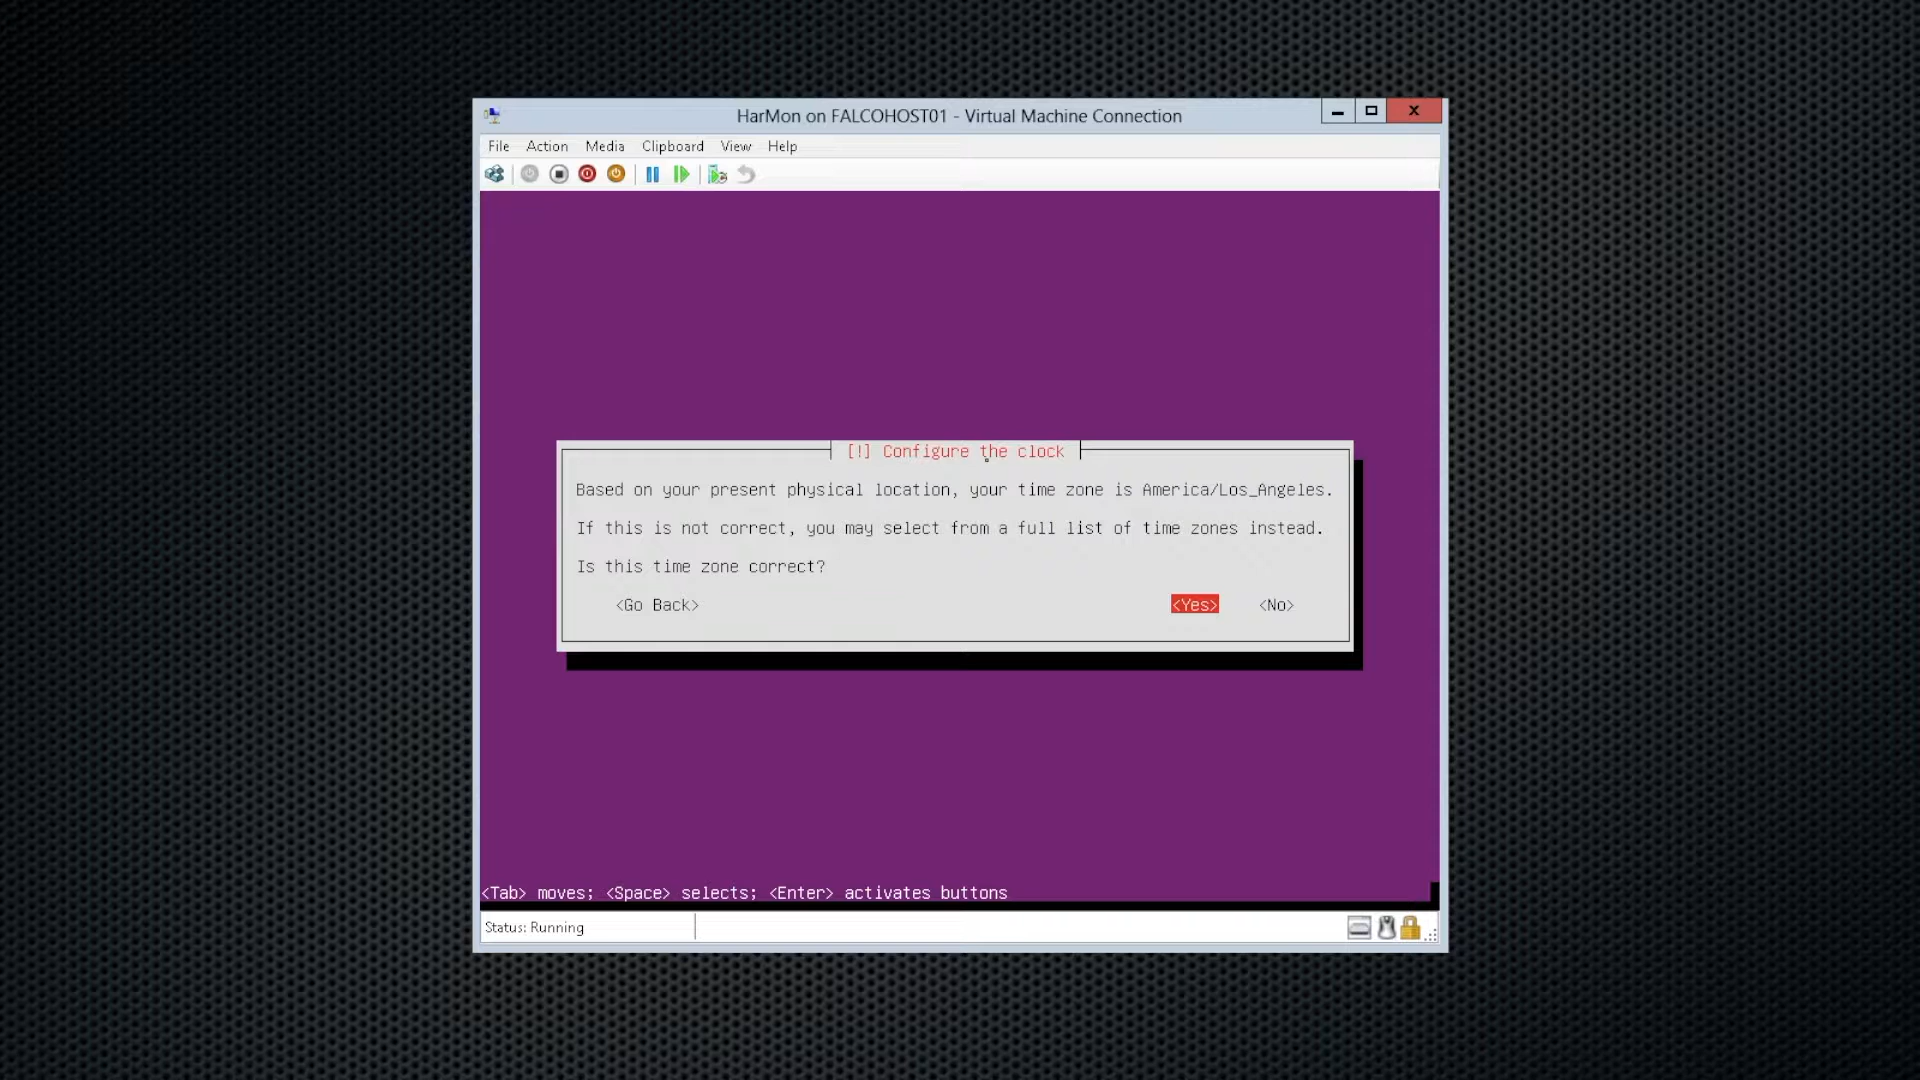 HarMon on FALCOHOST01 - Virtual Machine Connection
File Action Media Clipboard View Help
[!] Configure the clock
Based on your present physical location, your time zone is America/Los_Angeles.
If this is not correct, you may select from a full list of time zones instead.
Is this time zone correct?
<Go Back> <Yes> <No>
<Tab> moves; <Space> selects; <Enter> activates buttons
Status: Running